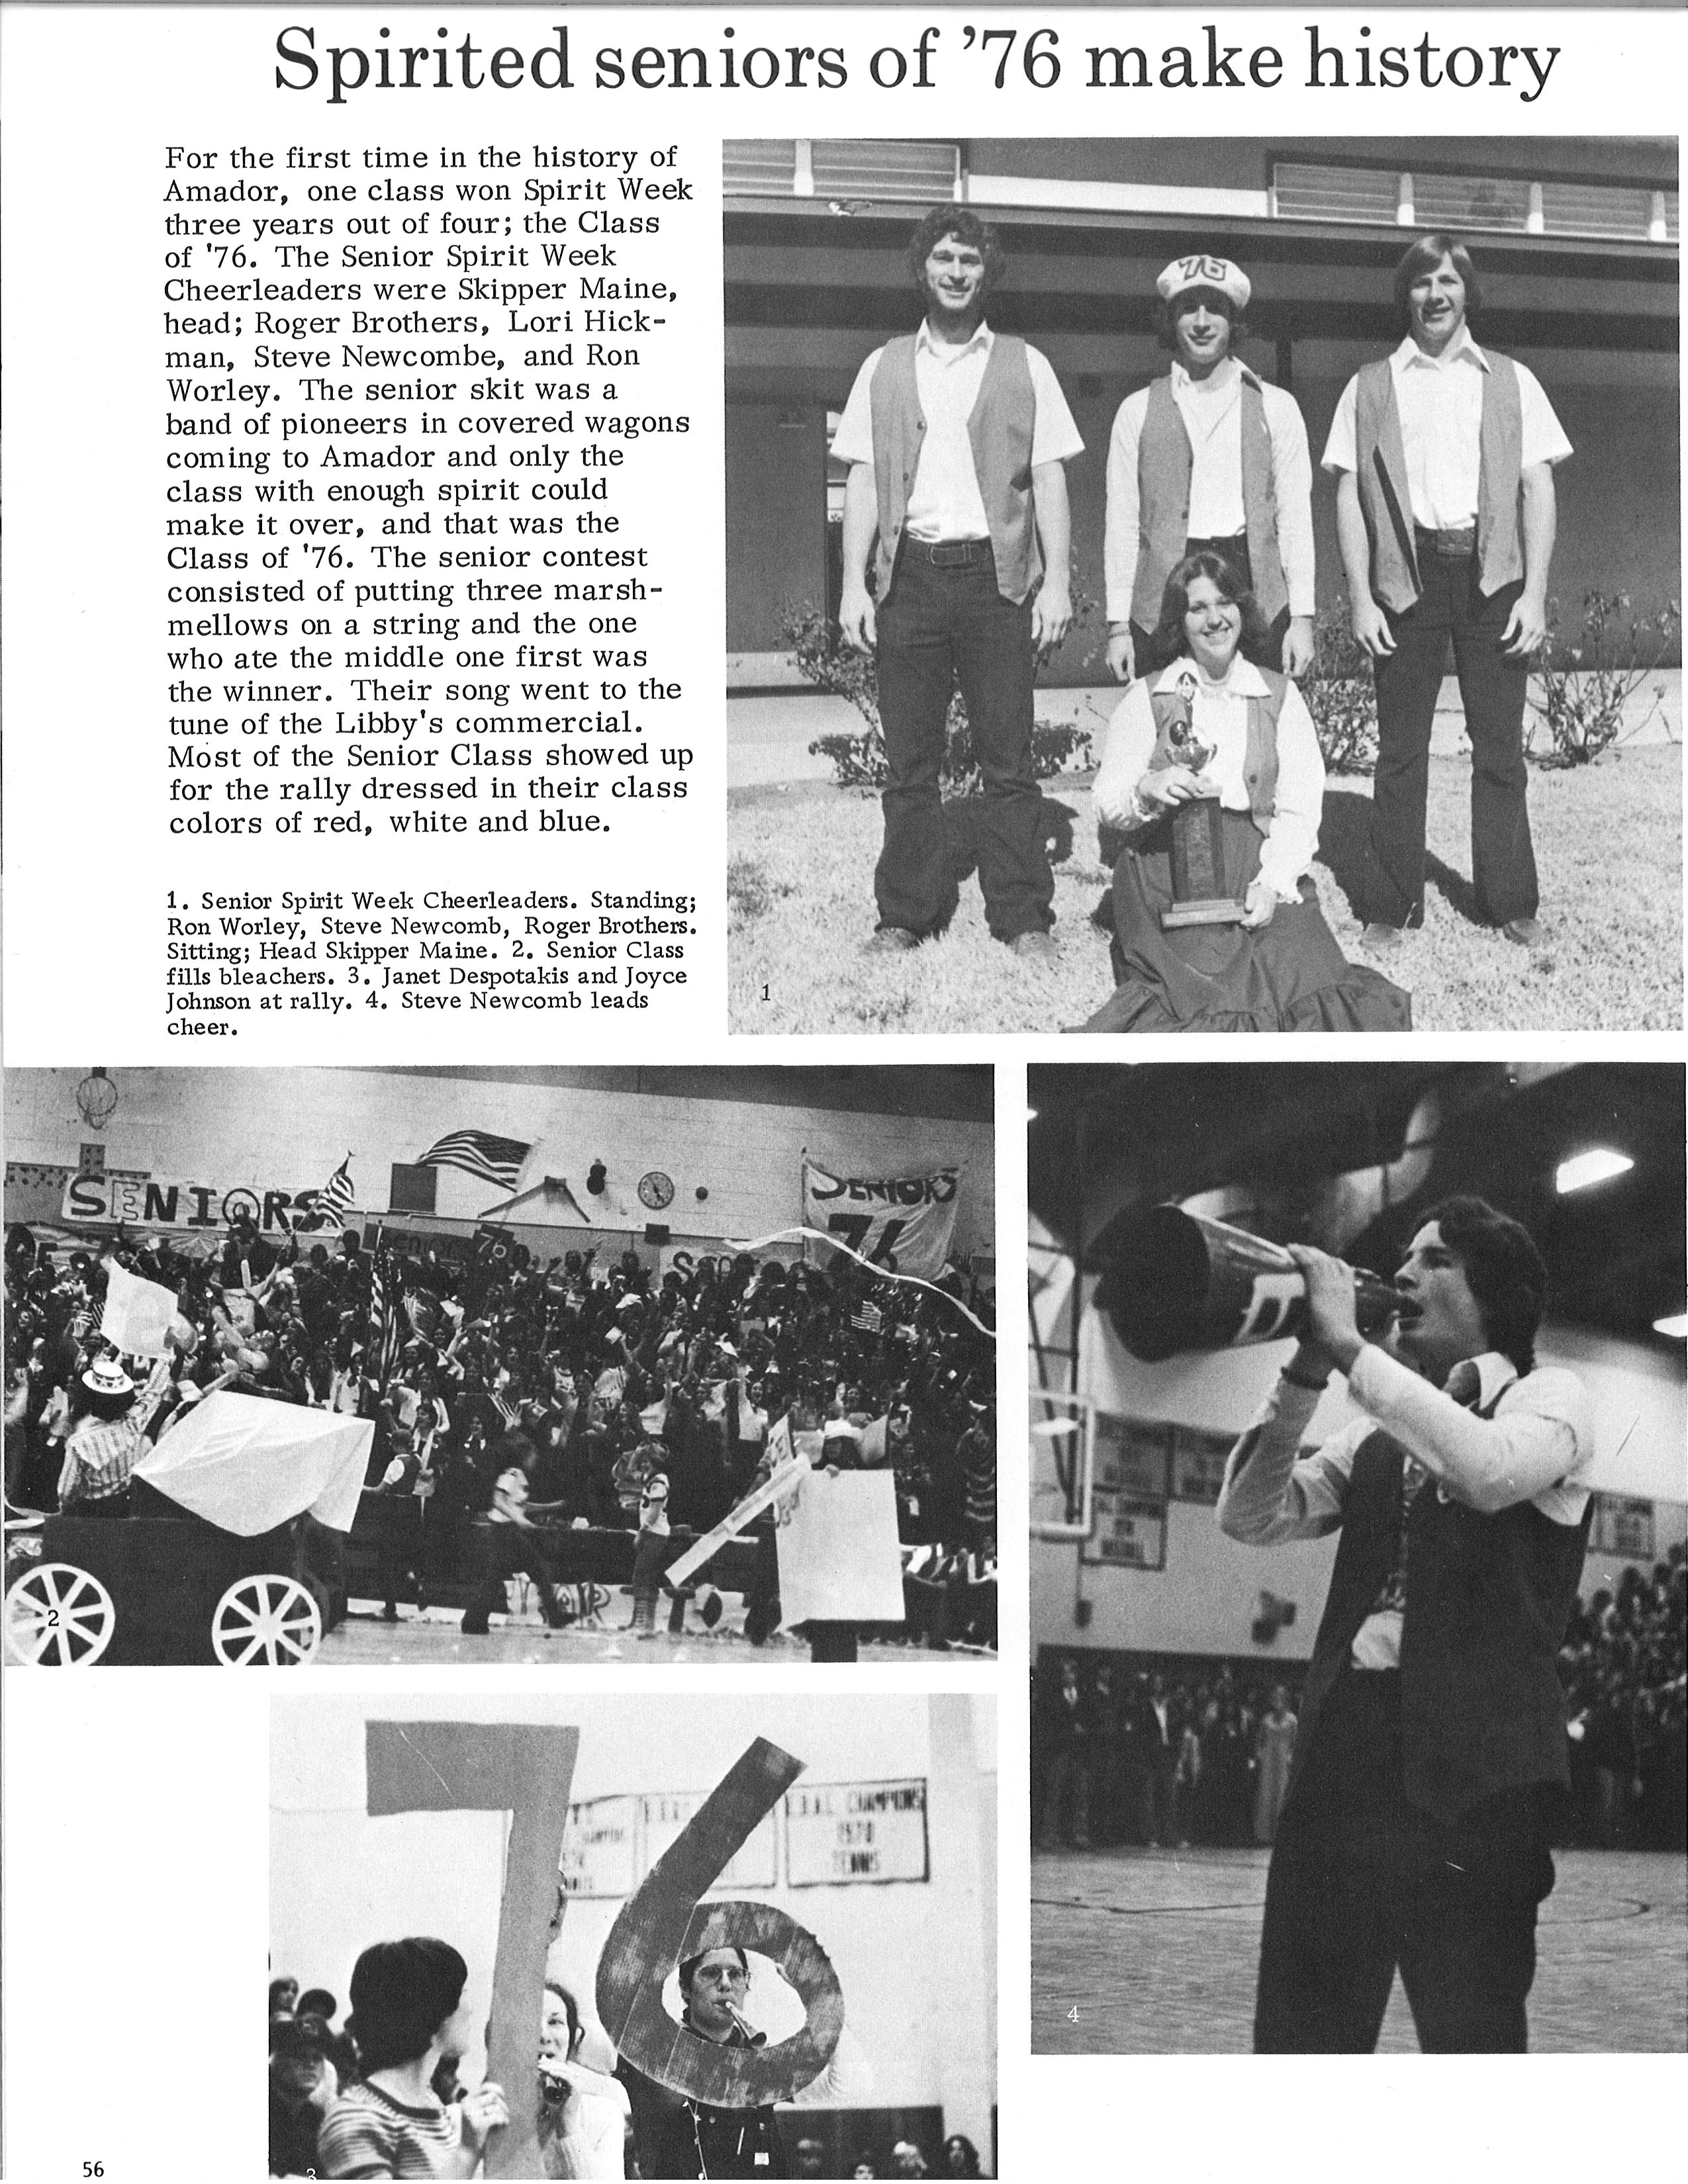 Spirited seniors of '76 make history
For the first time in the history of
Amador, one class won Spirit Week
three years out of four; the Class
of '76. The Senior Spirit Week
Cheerleaders were Skipper Maine,
head; Roger Brothers, Lori Hick-
man, Steve Newcombe, and Ron
Worley. The senior skit was a
band of pioneers in covered wagons
coming to Amador and only the
class with enough spirit could
make it over, and that was the
Class of '76. The senior contest
consisted of putting three marsh-
mellows on a string and the one
who ate the middle one first was
the winner. Their song went to the
tune of the Libby's commercial.
Most of the Senior Class showed up
for the rally dressed in their class
colors of red, white and blue.
1. Senior Spirit Week Cheerleaders. Standing;
Ron Worley, Steve Newcomb, Roger Brothers.
Sitting; Head Skipper Maine. 2. Senior Class
fills bleachers. 3. Janet Despotakis and Joyce
Johnson at rally. 4. Steve Newcomb leads
cheer.
76
1
SENIORS
SENIORS
76
76
2
4
76
CHAMPIONS
1970
TENNIS
3
56